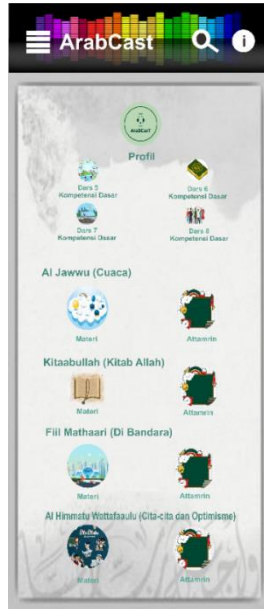 ArabCast
ArabCast
Profil
Dars 5
Kompetensi Dasar
Dars 6
Kompetensi Dasar
Dars 7
Kompetensi Dasar
Dars 8
Kompetensi Dasar
Al Jawwu (Cuaca)
Materi
Attamrin
Kitaabullah (Kitab Allah)
Materi
Attamrin
Fiil Mathaari (Di Bandara)
Materi
Attamrin
Al Himmatu Wattafaaulu (Cita-cita dan Optimisme)
Materi
Attamrin